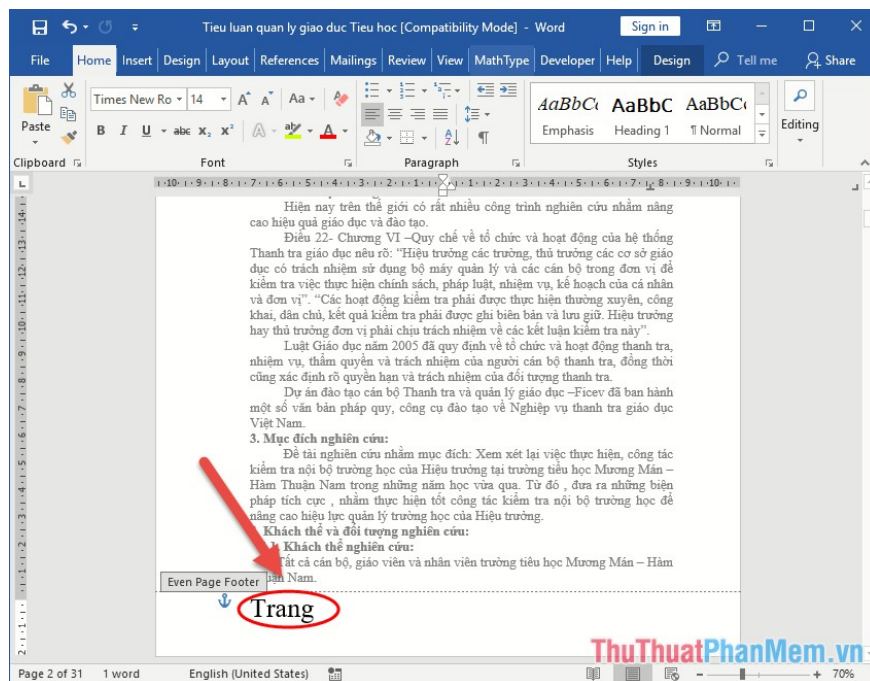 Tieu luan quan ly giao duc Tieu hoc [Compatibility Mode] - Word
Sign in
File Home Insert Design Layout References Mailings Review View MathType Developer Help Design Tell me Share
Times New Ro 14 A A Aa
AaBbCc AaBbC AaBbCc
Paste
B I U abc X₂ X² A ab A
Emphasis Heading 1 ¶ Normal
Editing
Clipboard Font Paragraph Styles
Hiện nay trên thế giới có rất nhiều công trình nghiên cứu nhằm nâng
cao hiệu quả giáo dục và đào tạo.
Điều 22- Chương VI –Quy chế về tổ chức và hoạt động của hệ thống
Thanh tra giáo dục nêu rõ: “Hiệu trưởng các trường, thủ trưởng các cơ sở giáo
dục có trách nhiệm sử dụng bộ máy quản lý và các cán bộ trong đơn vị để
kiểm tra việc thực hiện chính sách, pháp luật, nhiệm vụ, kế hoạch của cá nhân
và đơn vị”. “Các hoạt động kiểm tra phải được thực hiện thường xuyên, công
khai, dân chủ, kết quả kiểm tra phải được ghi biên bản và lưu giữ. Hiệu trưởng
hay thủ trưởng đơn vị phải chịu trách nhiệm về các kết luận kiểm tra này”.
Luật Giáo dục năm 2005 đã quy định về tổ chức và hoạt động thanh tra,
nhiệm vụ, thẩm quyền và trách nhiệm của người cán bộ thanh tra, đồng thời
cũng xác định rõ quyền hạn và trách nhiệm của đối tượng thanh tra.
Dự án đào tạo cán bộ Thanh tra và quản lý giáo dục –Ficev đã ban hành
một số văn bản pháp quy, công cụ đào tạo về Nghiệp vụ thanh tra giáo dục
Việt Nam.
3. Mục đích nghiên cứu:
Đề tài nghiên cứu nhằm mục đích: Xem xét lại việc thực hiện, công tác
kiểm tra nội bộ trường học của Hiệu trưởng tại trường tiểu học Mương Mán –
Hàm Thuận Nam trong những năm học vừa qua. Từ đó , đưa ra những biện
pháp tích cực , nhằm thực hiện tốt công tác kiểm tra nội bộ trường học để
nâng cao hiệu lực quản lý trường học của Hiệu trưởng.
Khách thể và đối tượng nghiên cứu:
Khách thể nghiên cứu:
Tất cả cán bộ, giáo viên và nhân viên trường tiểu học Mương Mán – Hàm
Nam.
Even Page Footer
Trang
ThuThuatPhanMem.vn
Page 2 of 31 1 word English (United States) 70%